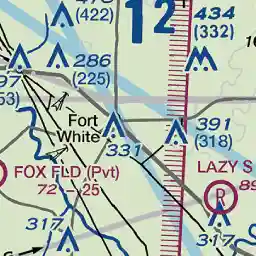 (422)
12
434
(332)
286
(225)
Fort
White
331
391
(318)
FOX FLD (Pvt)
72 - 25
LAZY S
R
317
317